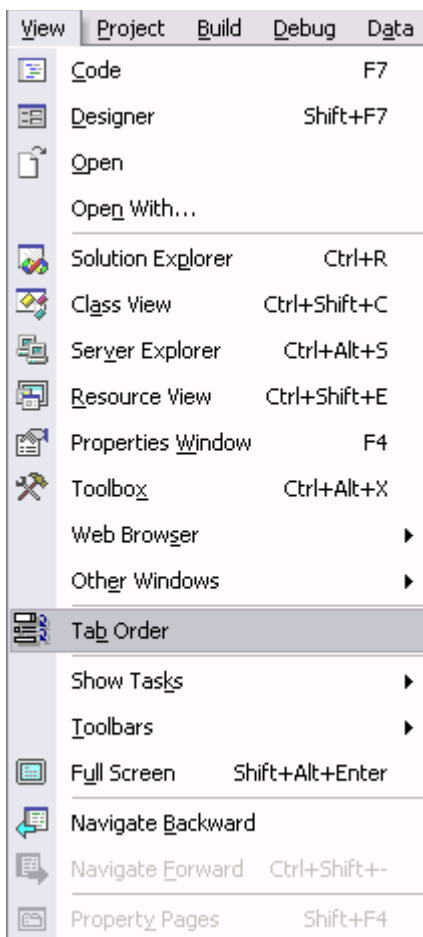 View Project Build Debug Data
Code F7
Designer Shift+F7
Open
Open With...
Solution Explorer Ctrl+R
Class View Ctrl+Shift+C
Server Explorer Ctrl+Alt+S
Resource View Ctrl+Shift+E
Properties Window F4
Toolbox Ctrl+Alt+X
Web Browser
Other Windows
Tab Order
Show Tasks
Toolbars
Full Screen Shift+Alt+Enter
Navigate Backward
Navigate Forward Ctrl+Shift+-
Property Pages Shift+F4